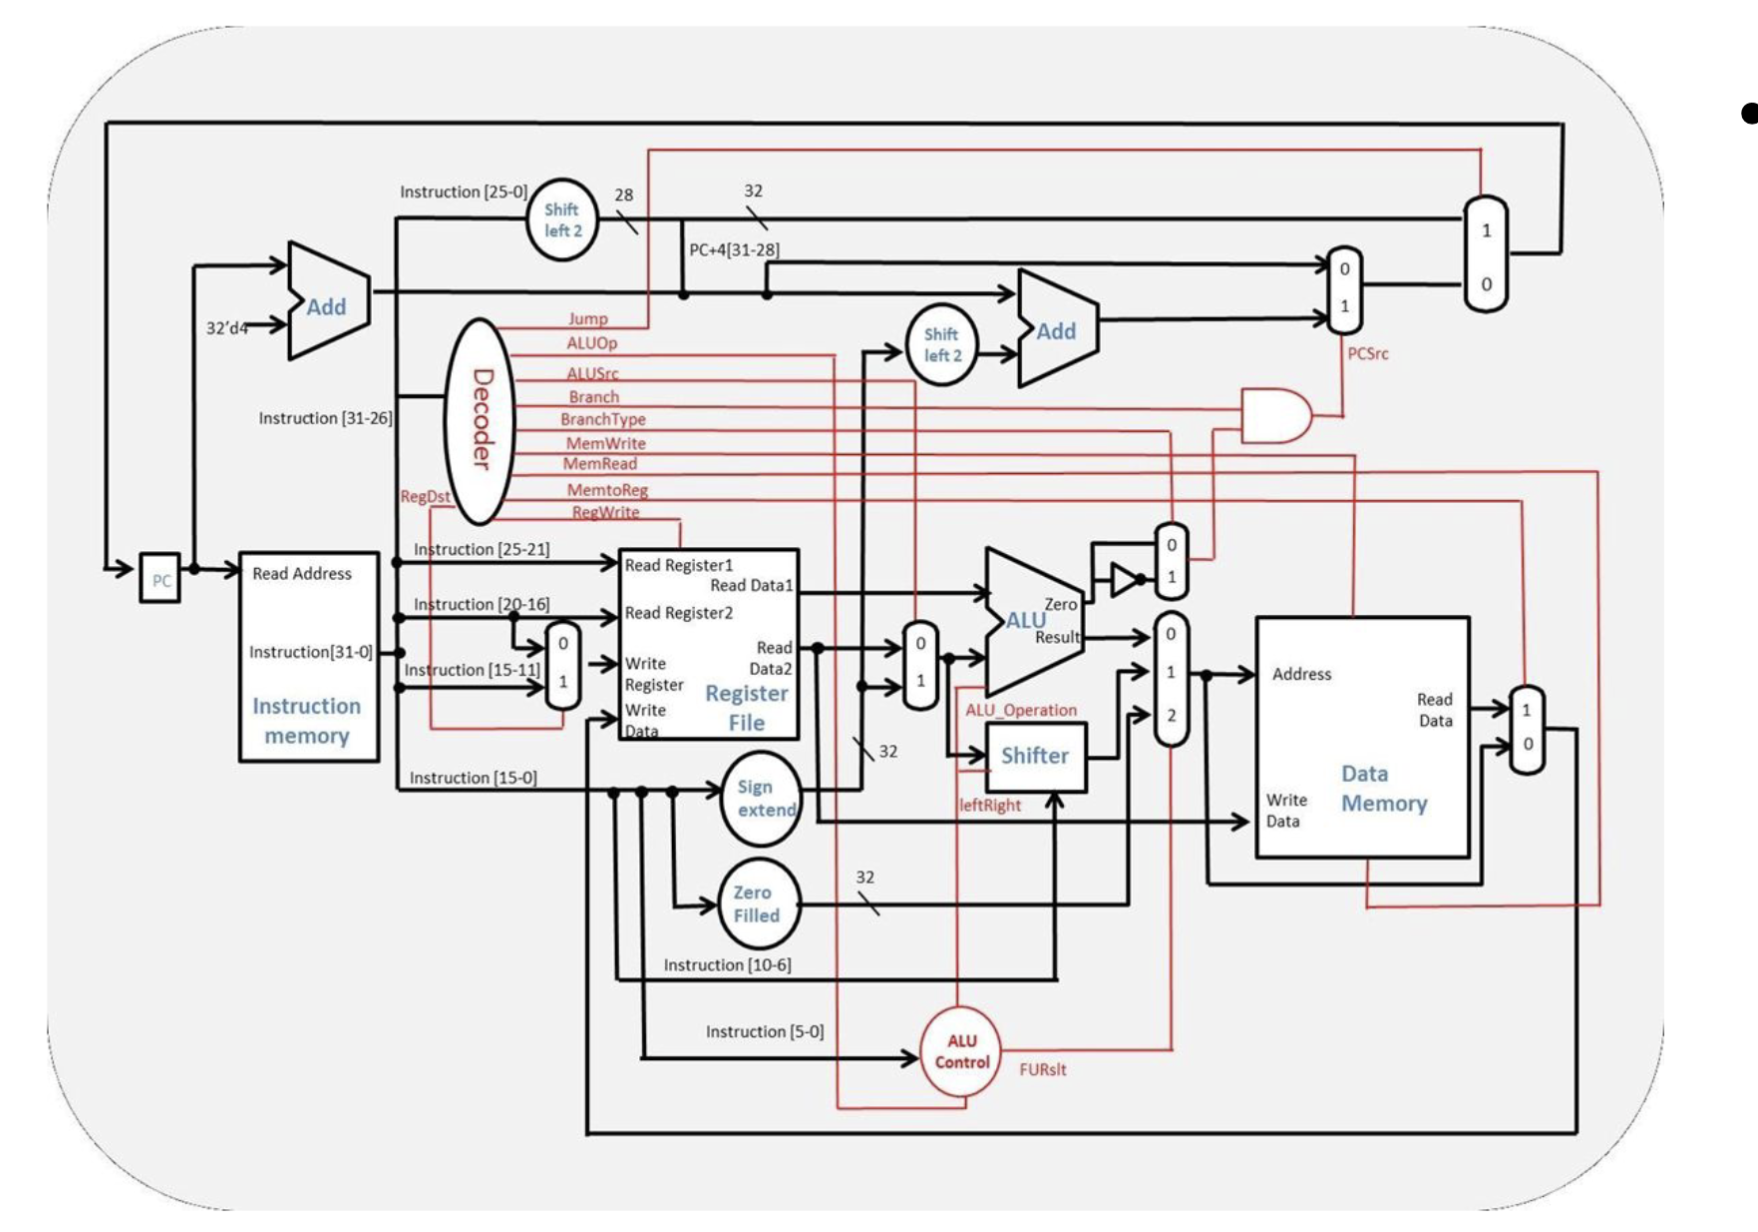 Instruction [25-0]
Shift
left 2
28
32
1
0
PC+4[31-28]
0
1
Add
32'd4
Shift
left 2
Add
PCSrc
Jump
ALUOp
ALUSrc
Branch
BranchType
MemWrite
MemRead
MemtoReg
RegWrite
RegDst
Decoder
Instruction [31-26]
PC
Read Address
Instruction[31-0]
Instruction
memory
Instruction [25-21]
Instruction [20-16]
Instruction [15-11]
0
1
Read Register1
Read Data1
Read Register2
Read
Data2
Write
Register
Register
File
Write
Data
0
1
Zero
ALU
Result
ALU_Operation
0
1
0
1
2
Shifter
leftRight
32
Address
Read
Data
Data
Memory
Write
Data
1
0
Instruction [15-0]
Sign
extend
Zero
Filled
32
Instruction [10-6]
Instruction [5-0]
ALU
Control
FURslt